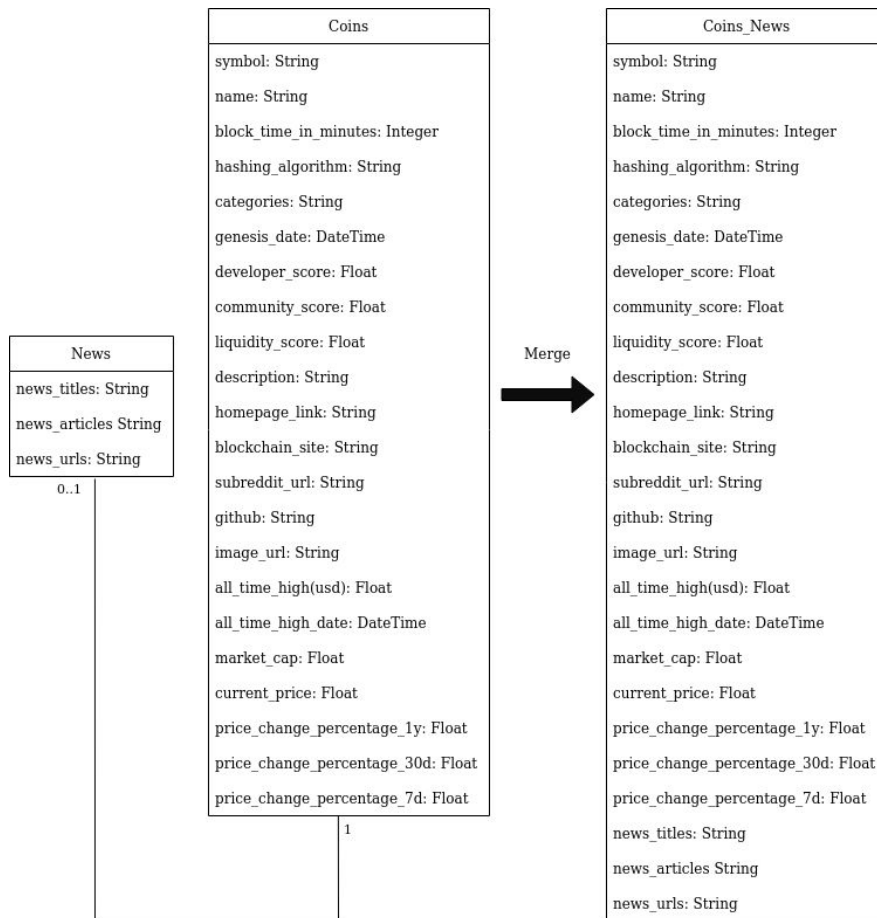 News
news_titles: String
news_articles String
news_urls: String
0..1
Coins
symbol: String
name: String
block_time_in_minutes: Integer
hashing_algorithm: String
categories: String
genesis_date: DateTime
developer_score: Float
community_score: Float
liquidity_score: Float
description: String
homepage_link: String
blockchain_site: String
subreddit_url: String
github: String
image_url: String
all_time_high(usd): Float
all_time_high_date: DateTime
market_cap: Float
current_price: Float
price_change_percentage_1y: Float
price_change_percentage_30d: Float
price_change_percentage_7d: Float
1
Merge
Coins_News
symbol: String
name: String
block_time_in_minutes: Integer
hashing_algorithm: String
categories: String
genesis_date: DateTime
developer_score: Float
community_score: Float
liquidity_score: Float
description: String
homepage_link: String
blockchain_site: String
subreddit_url: String
github: String
image_url: String
all_time_high(usd): Float
all_time_high_date: DateTime
market_cap: Float
current_price: Float
price_change_percentage_1y: Float
price_change_percentage_30d: Float
price_change_percentage_7d: Float
news_titles: String
news_articles String
news_urls: String